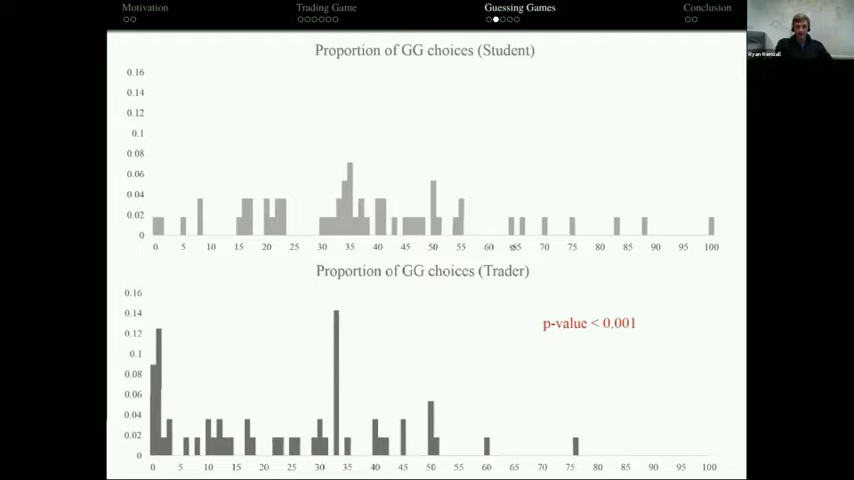 Motivation Trading Game Guessing Games Conclusion
Ryan Kendall
Proportion of GG choices (Student)
0.16
0.14
0.12
0.1
0.08
0.06
0.04
0.02
0
0 5 10 15 20 25 30 35 40 45 50 55 60 65 70 75 80 85 90 95 100
Proportion of GG choices (Trader)
0.16
0.14
0.12
0.1
0.08
0.06
0.04
0.02
0
p-value < 0.001
0 5 10 15 20 25 30 35 40 45 50 55 60 65 70 75 80 85 90 95 100